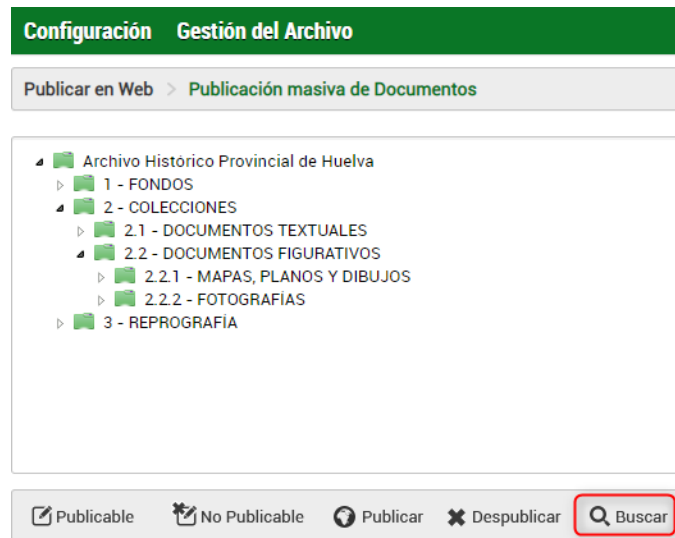 Configuración Gestión del Archivo
Publicar en Web > Publicación masiva de Documentos
Archivo Histórico Provincial de Huelva
1 - FONDOS
2 - COLECCIONES
2.1 - DOCUMENTOS TEXTUALES
2.2 - DOCUMENTOS FIGURATIVOS
2.2.1 - MAPAS, PLANOS Y DIBUJOS
2.2.2 - FOTOGRAFÍAS
3 - REPROGRAFÍA
Publicable No Publicable Publicar Despublicar Buscar